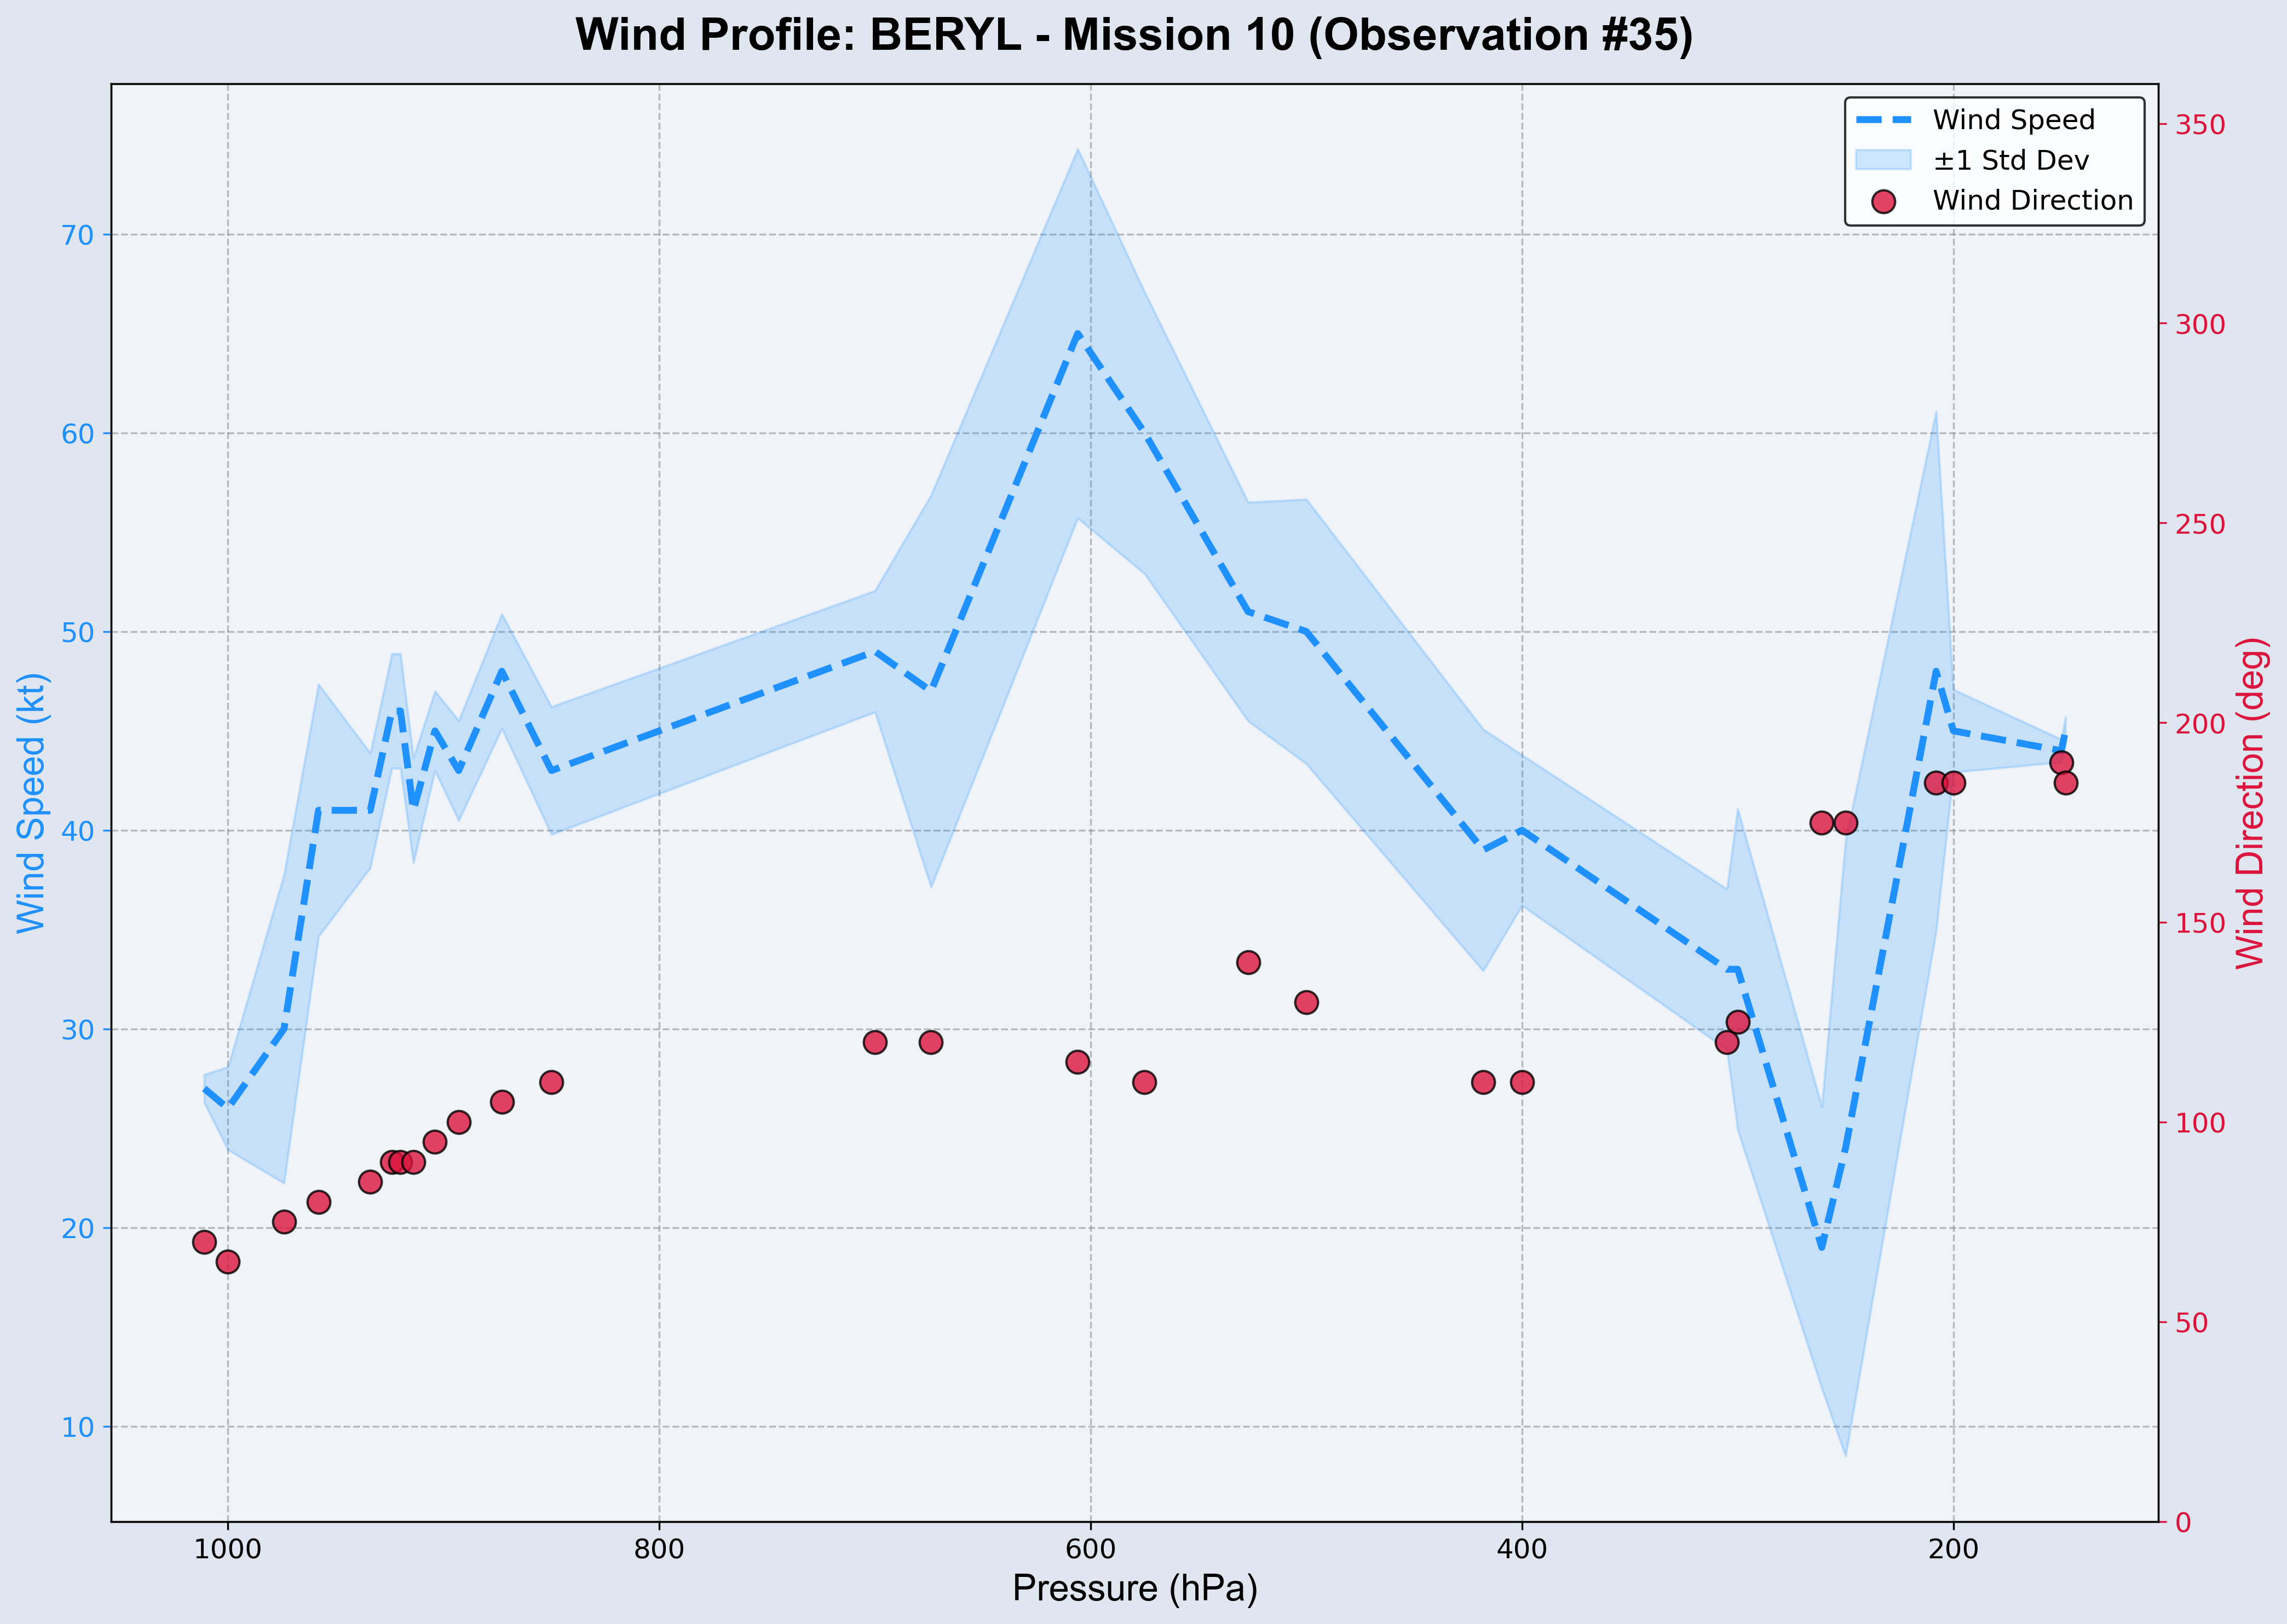 Wind Profile: BERYL - Mission 10 (Observation #35)
Wind Speed
±1 Std Dev
Wind Direction
Wind Speed (kt)
70
60
50
40
30
20
10
350
300
250
200
150
100
50
0
Wind Direction (deg)
1000 800 600 400 200
Pressure (hPa)